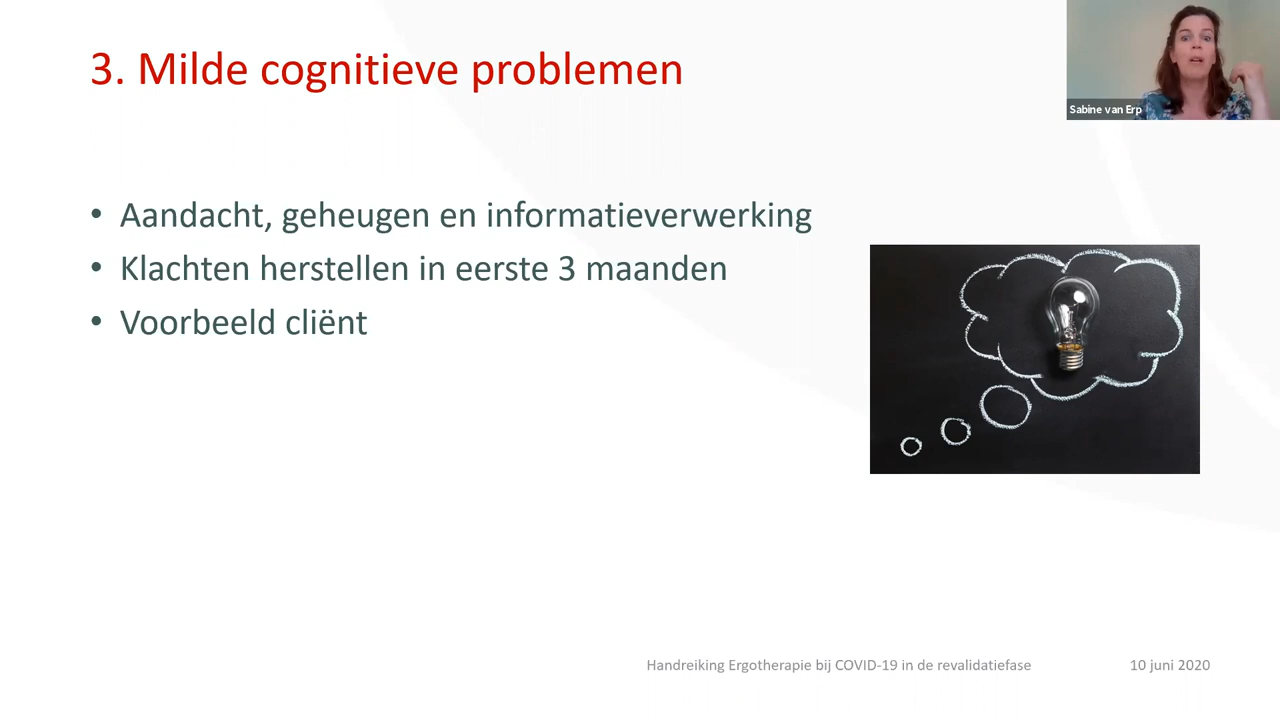 3. Milde cognitieve problemen
Sabine van Erp
• Aandacht, geheugen en informatieverwerking
• Klachten herstellen in eerste 3 maanden
• Voorbeeld cliënt
Handreiking Ergotherapie bij COVID-19 in de revalidatiefase
10 juni 2020